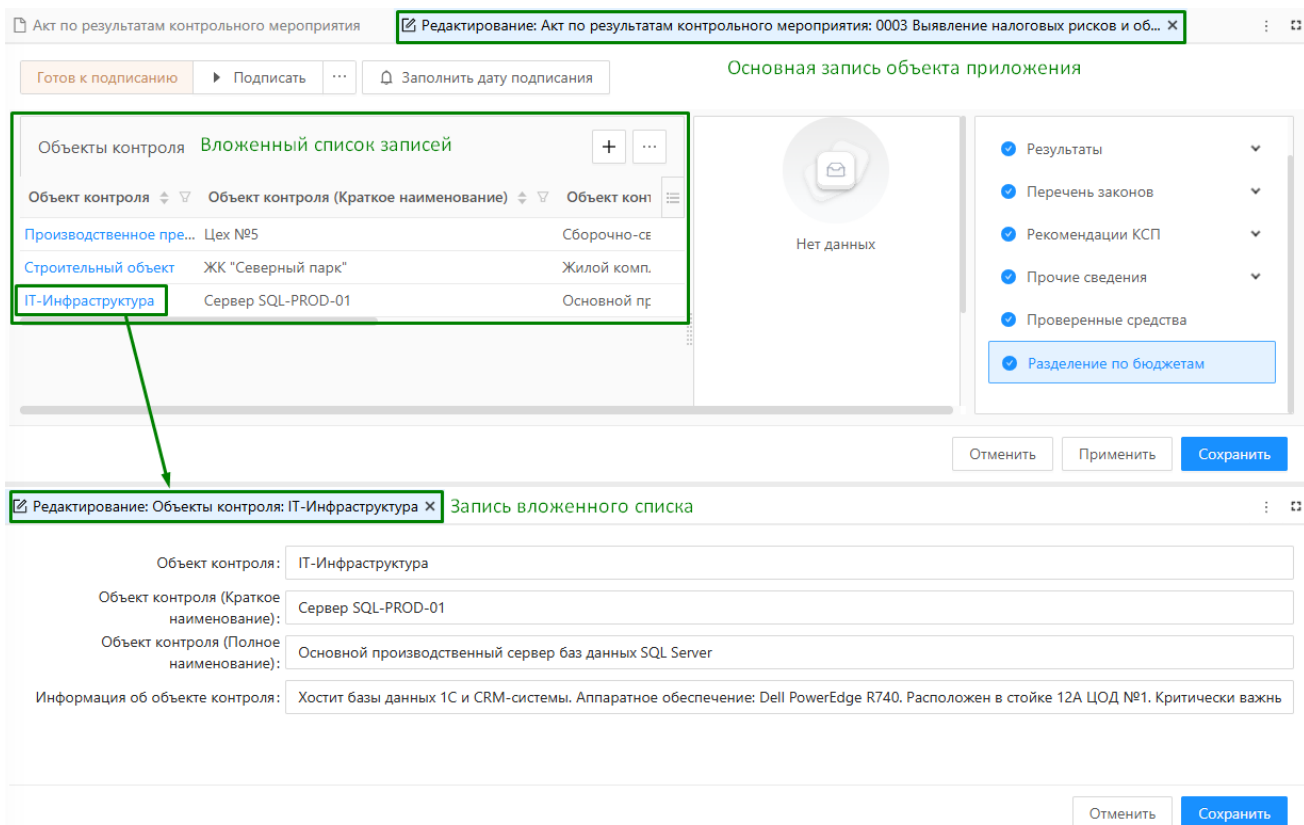 Акт по результатам контрольного мероприятия
Редактирование: Акт по результатам контрольного мероприятия: 0003 Выявление налоговых рисков и об...
Готов к подписанию
Подписать
Заполнить дату подписания
Основная запись объекта приложения
Объекты контроля
Вложенный список записей
Объект контроля Объект контроля (Краткое наименование) Объект конт
Производственное пре... Цех №5 Сборочно-св
Строительный объект ЖК "Северный парк" Жилой комп.
IT-Инфраструктура Сервер SQL-PROD-01 Основной пр
Нет данных
Результаты
Перечень законов
Рекомендации КСП
Прочие сведения
Проверенные средства
Разделение по бюджетам
Отменить Применить Сохранить
Редактирование: Объекты контроля: IT-Инфраструктура
Запись вложенного списка
Объект контроля: IT-Инфраструктура
Объект контроля (Краткое
наименование): Сервер SQL-PROD-01
Объект контроля (Полное
наименование): Основной производственный сервер баз данных SQL Server
Информация об объекте контроля: Хостит базы данных 1С и CRM-системы. Аппаратное обеспечение: Dell PowerEdge R740. Расположен в стойке 12А ЦОД №1. Критически важны
Отменить Сохранить